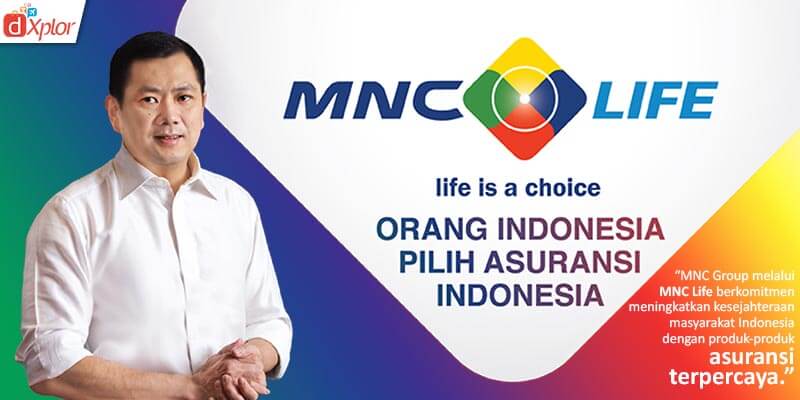 dXplor
MNC LIFE
life is a choice
ORANG INDONESIA
PILIH ASURANSI
INDONESIA
“MNC Group melalui
MNC Life berkomitmen
meningkatkan kesejahteraan
masyarakat Indonesia
dengan produk-produk
asuransi
terpercaya.”